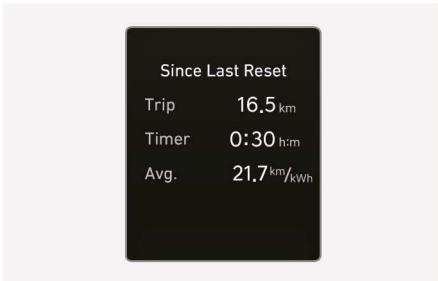 Since Last Reset
Trip 16.5 km
Timer 0:30 h:m
Avg. 21.7 km/kWh